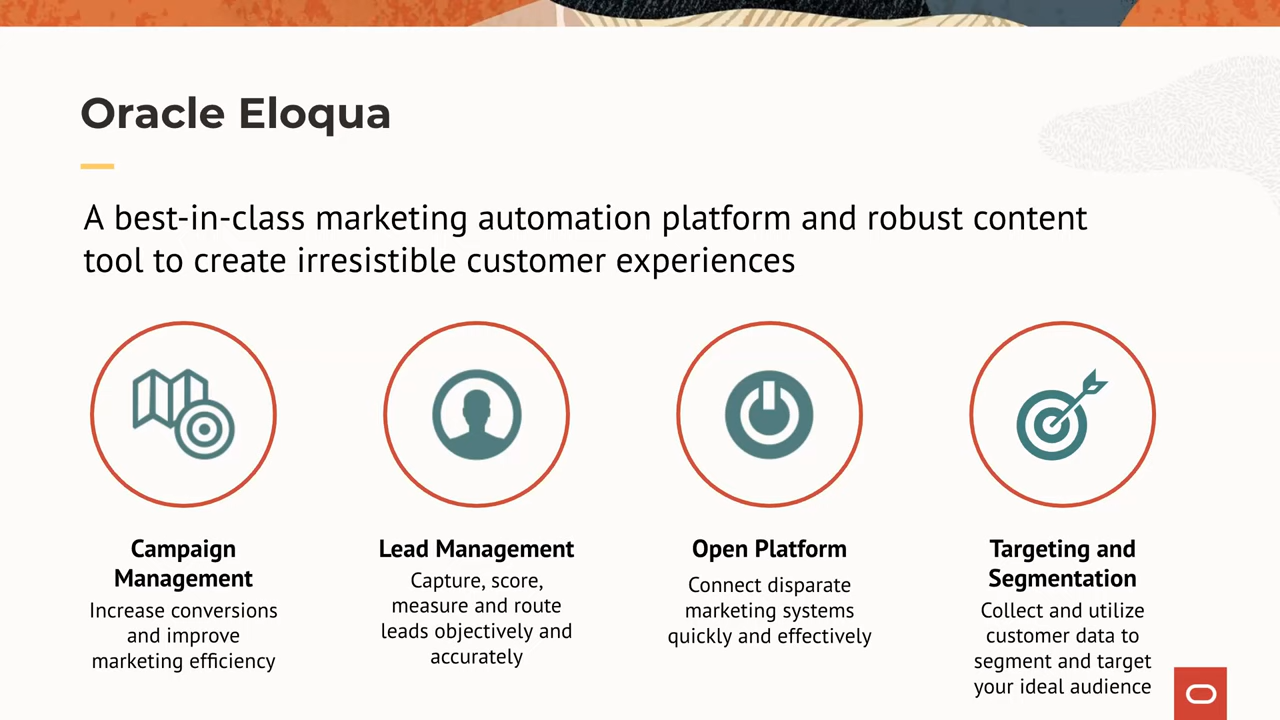 Oracle Eloqua
A best-in-class marketing automation platform and robust content
tool to create irresistible customer experiences
Campaign
Management
Increase conversions
and improve
marketing efficiency
Lead Management
Capture, score,
measure and route
leads objectively and
accurately
Open Platform
Connect disparate
marketing systems
quickly and effectively
Targeting and
Segmentation
Collect and utilize
customer data to
segment and target
your ideal audience